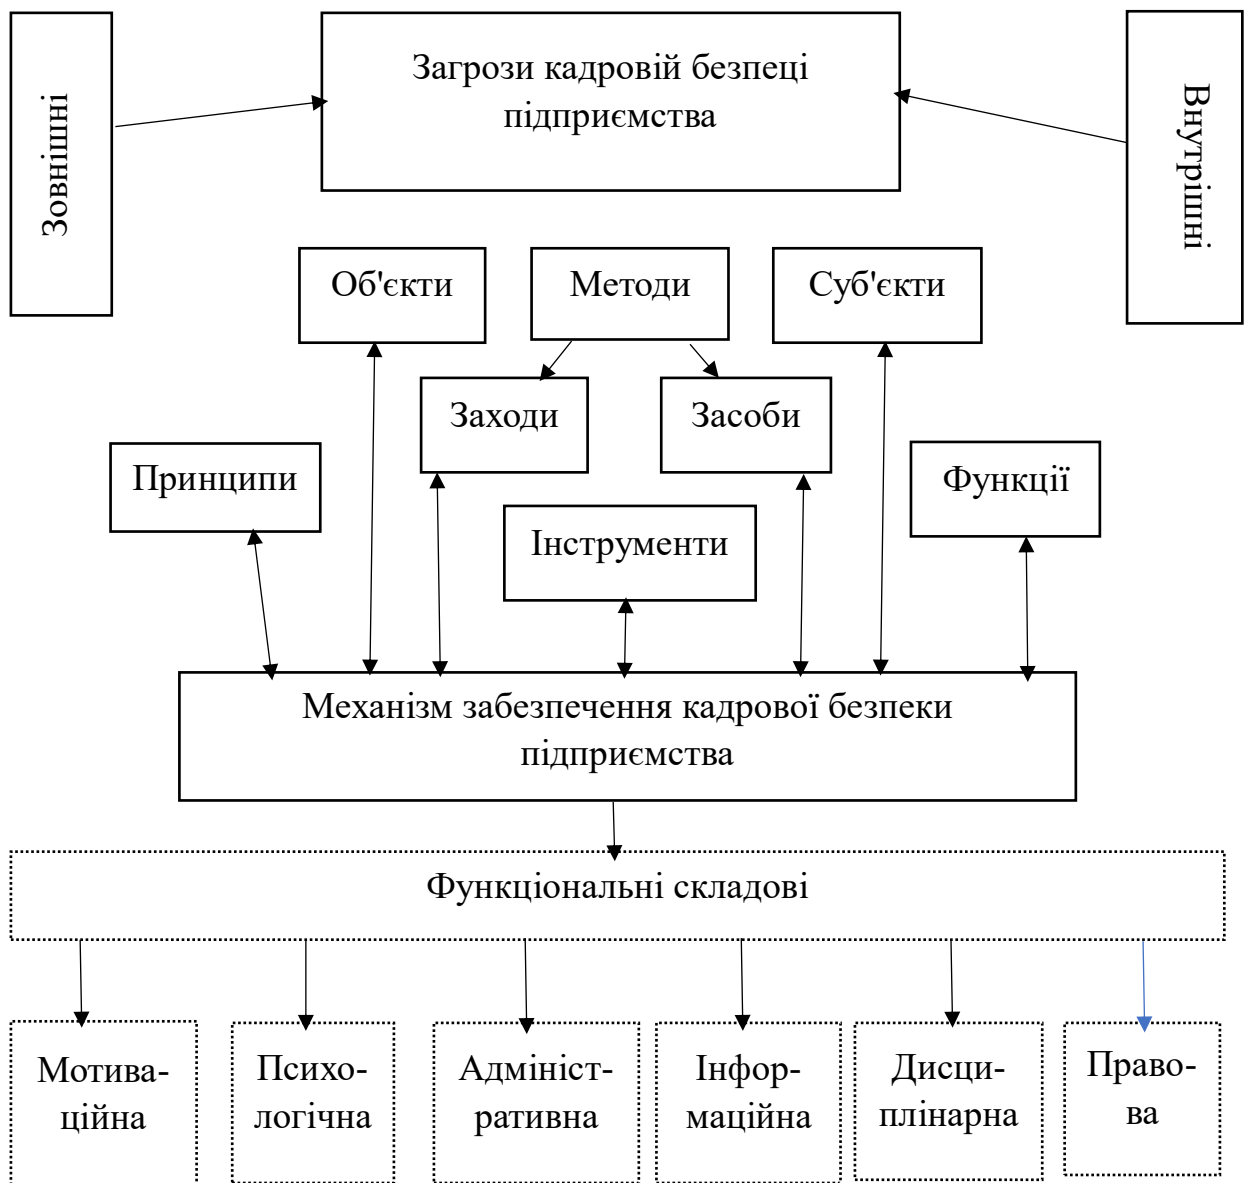 Зовнішні
Загрози кадровій безпеці
підприємства
Внутрішні
Об'єкти
Методи
Суб'єкти
Заходи
Засоби
Принципи
Функції
Інструменти
Механізм забезпечення кадрової безпеки
підприємства
Функціональні складові
Мотива-
ційна
Психо-
логічна
Адмініст-
ративна
Інфор-
маційна
Дисци-
плінарна
Право-
ва